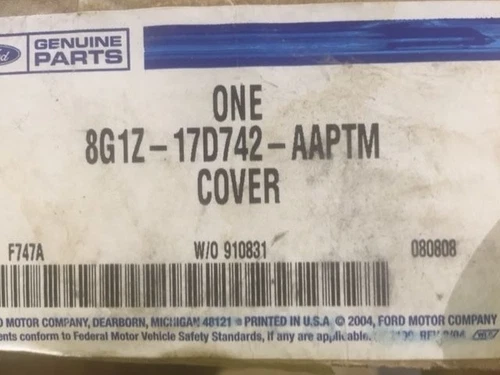 GENUINE
PARTS
ONE
8G1Z-17D742-AAPTM
COVER
F747A W/O 910831 080808
MOTOR COMPANY, DEARBORN, MICHIGAN 48121 PRINTED IN U.S.A © 2004, FORD MOTOR COMPANY
conform to Federal Motor Vehicle Safety Standards, if any are applicable.